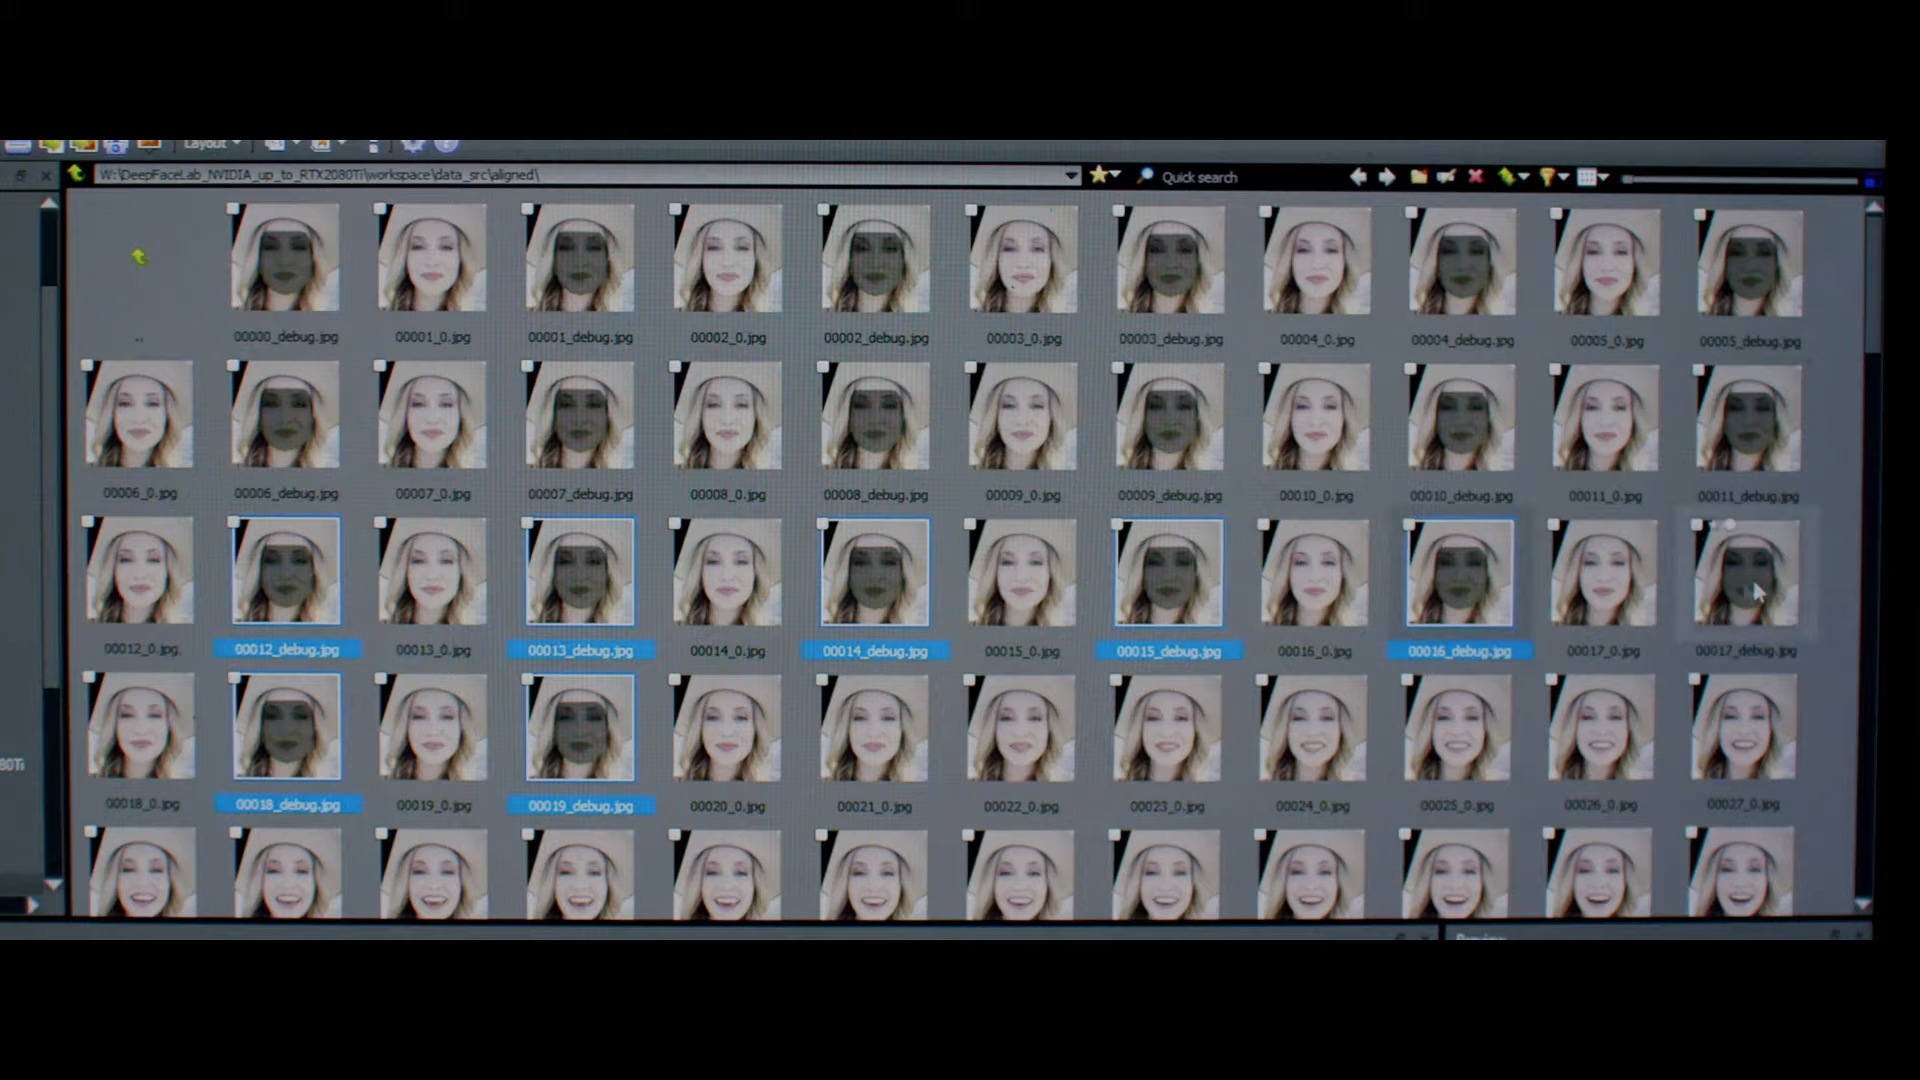 Layout
W:\DeepFaceLab_NVIDIA_up_to_RTX2080Ti\workspace\data_src\aligned\
Quick search
..
00000_debug.jpg 00001_0.jpg 00001_debug.jpg 00002_0.jpg 00002_debug.jpg 00003_0.jpg 00003_debug.jpg 00004_0.jpg 00004_debug.jpg 00005_0.jpg 00005_debug.jpg
00006_0.jpg 00006_debug.jpg 00007_0.jpg 00007_debug.jpg 00008_0.jpg 00008_debug.jpg 00009_0.jpg 00009_debug.jpg 00010_0.jpg 00010_debug.jpg 00011_0.jpg 00011_debug.jpg
00012_0.jpg 00012_debug.jpg 00013_0.jpg 00013_debug.jpg 00014_0.jpg 00014_debug.jpg 00015_0.jpg 00015_debug.jpg 00016_0.jpg 00016_debug.jpg 00017_0.jpg 00017_debug.jpg
80Ti
00018_0.jpg 00018_debug.jpg 00019_0.jpg 00019_debug.jpg 00020_0.jpg 00021_0.jpg 00022_0.jpg 00023_0.jpg 00024_0.jpg 00025_0.jpg 00026_0.jpg 00027_0.jpg
Preview